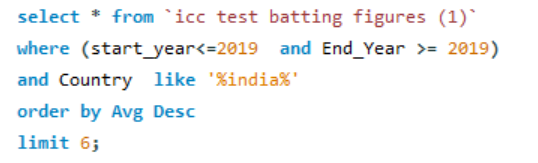 select * from `icc test batting figures (1)`
where (start_year<=2019  and End_Year >= 2019)
and Country  like '%india%'
order by Avg Desc
limit 6;